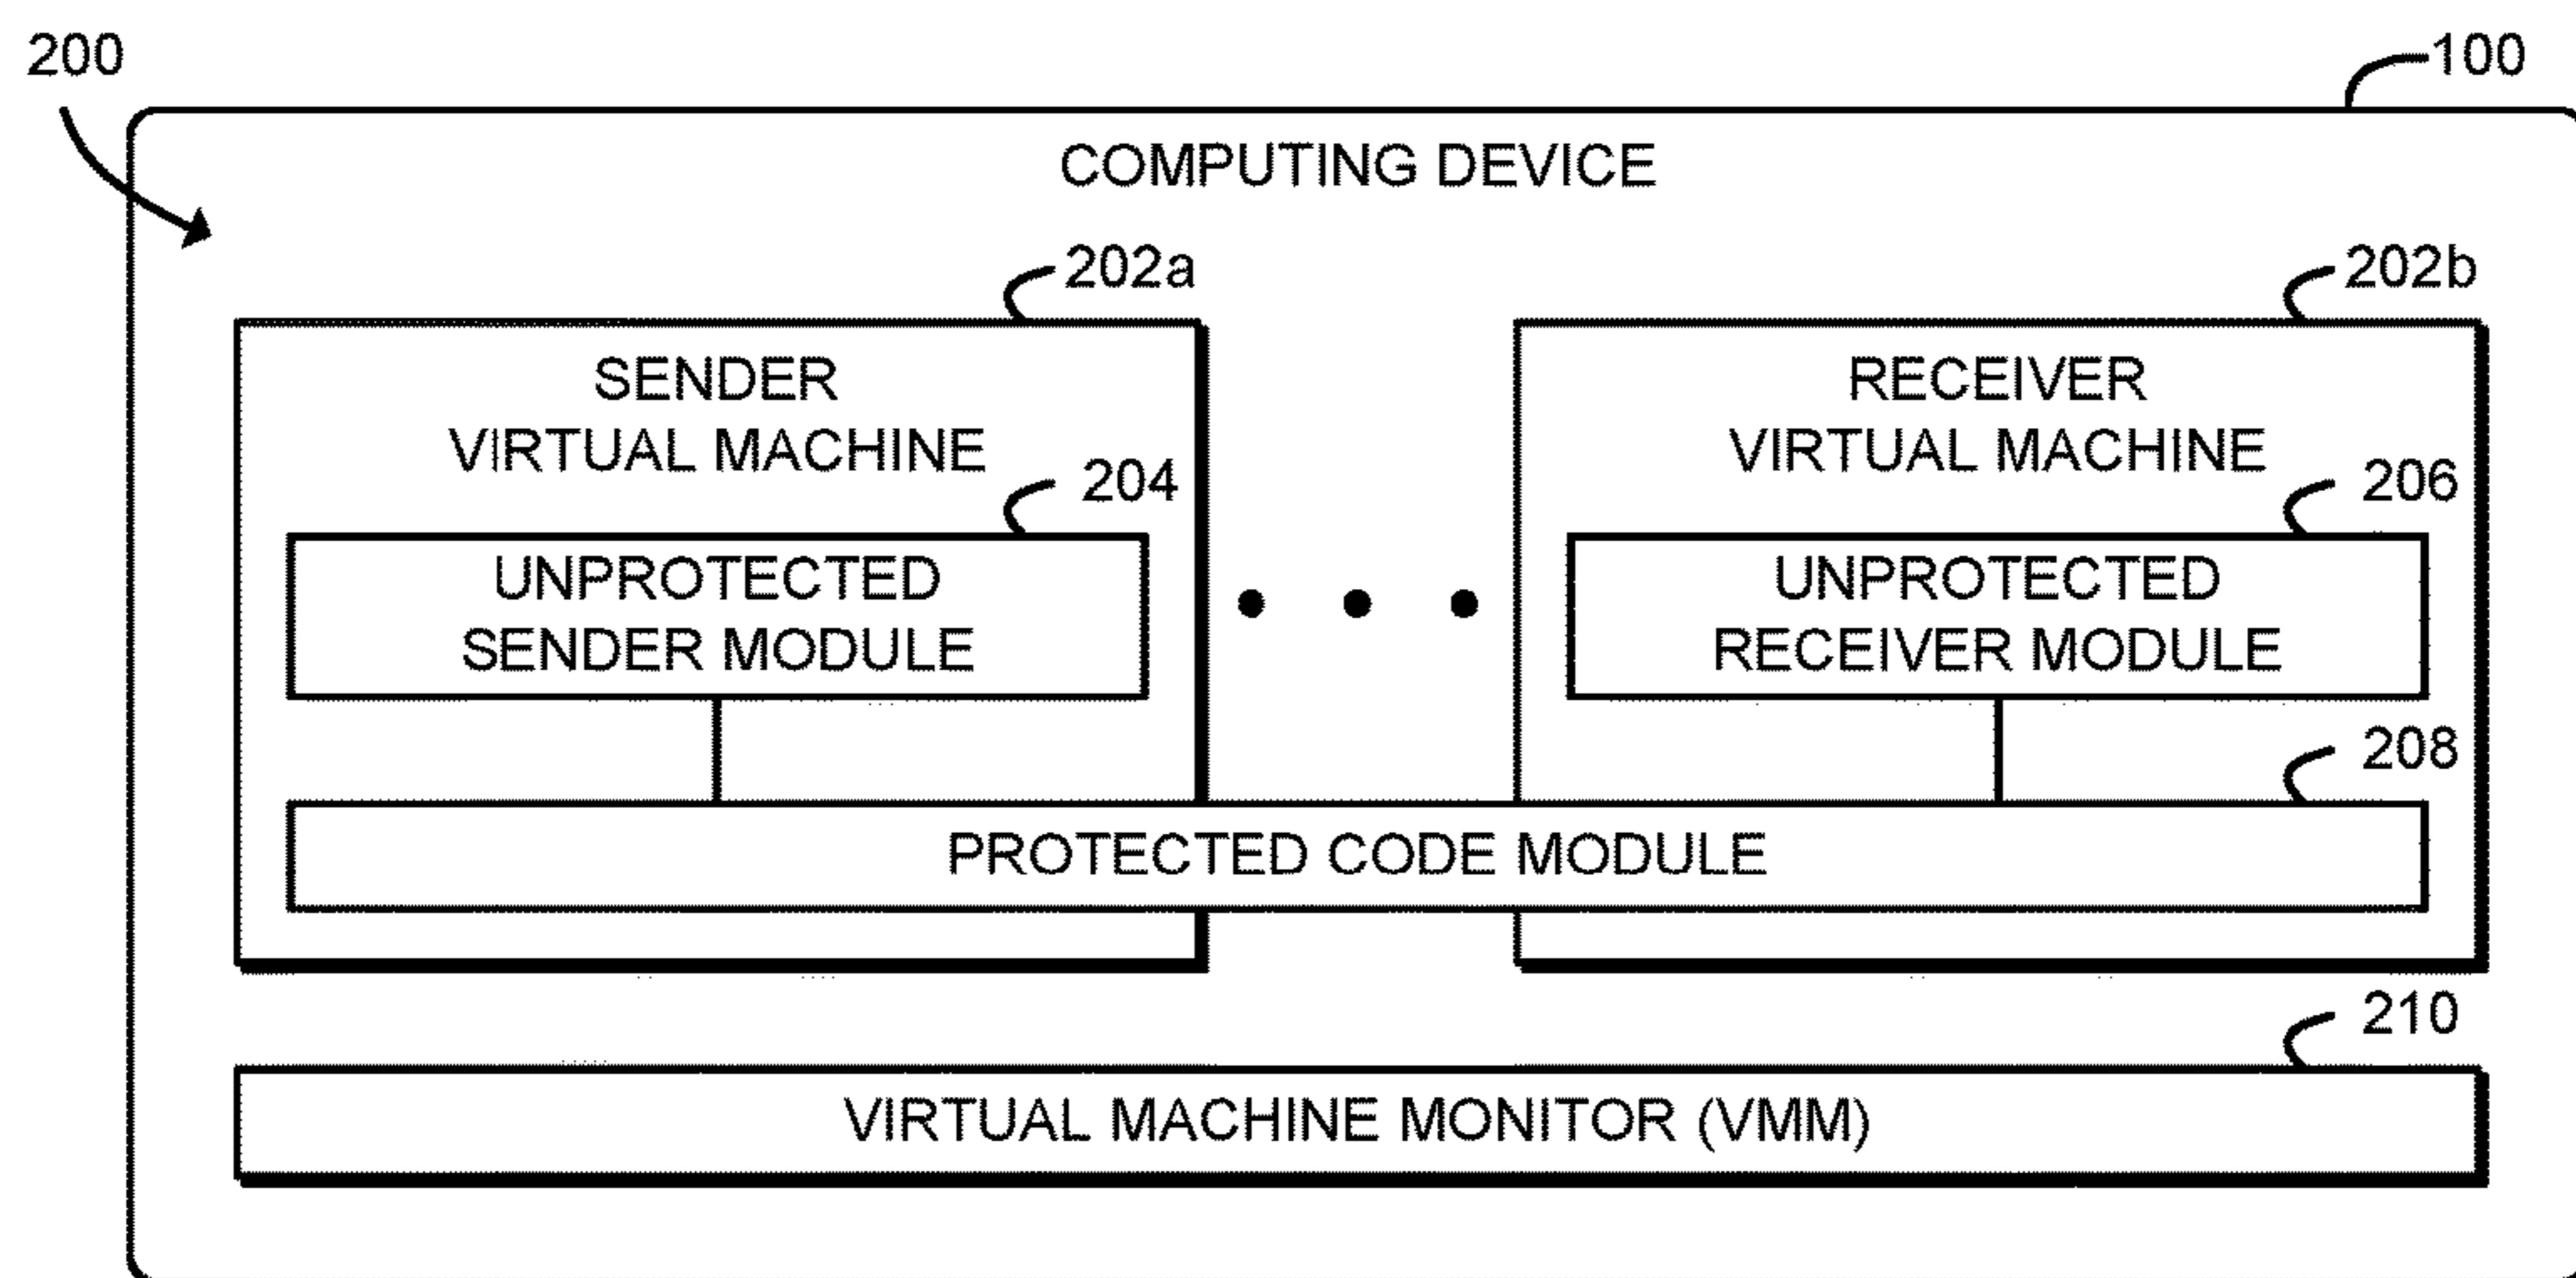 200
100
COMPUTING DEVICE
202a
202b
SENDER
VIRTUAL MACHINE
RECEIVER
VIRTUAL MACHINE
204
206
UNPROTECTED
SENDER MODULE
UNPROTECTED
RECEIVER MODULE
208
PROTECTED CODE MODULE
210
VIRTUAL MACHINE MONITOR (VMM)